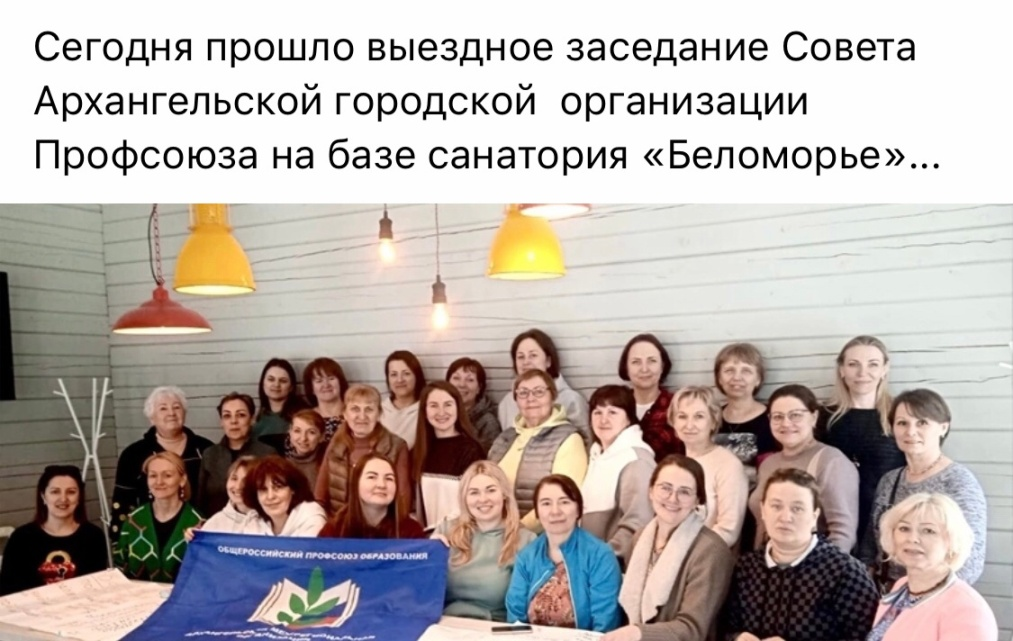 Сегодня прошло выездное заседание Совета
Архангельской городской организации
Профсоюза на базе санатория «Беломорье»...
ОБЩЕРОССИЙСКИЙ ПРОФСОЮЗ ОБРАЗОВАНИЯ